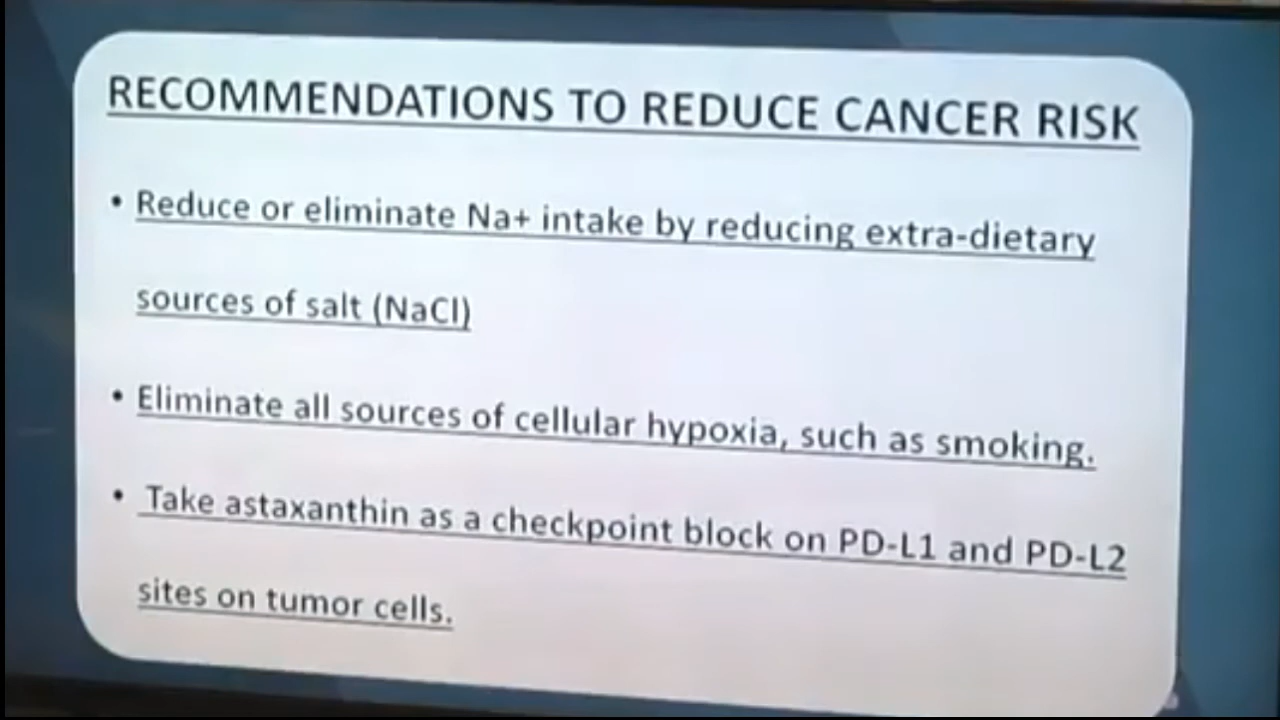 RECOMMENDATIONS TO REDUCE CANCER RISK
• Reduce or eliminate Na+ intake by reducing extra-dietary
sources of salt (NaCl)
• Eliminate all sources of cellular hypoxia, such as smoking.
• Take astaxanthin as a checkpoint block on PD-L1 and PD-L2
sites on tumor cells.